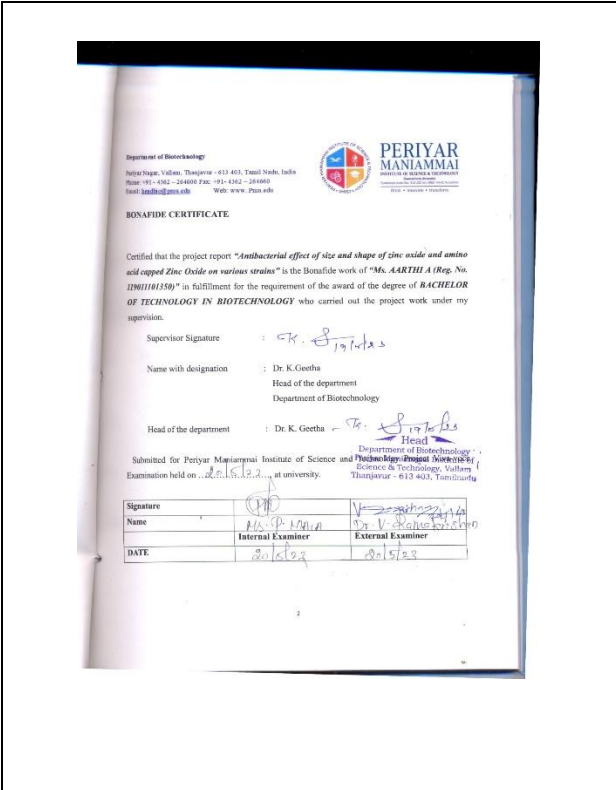 Department of Biotechnology
Periyar Nagar, Vallam, Thanjavur - 613 403, Tamil Nadu, India
Phone: +91 - 4362 - 264600 Fax: +91- 4362 - 264660
Email: Web: www. Pmu.edu
PERIYAR
MANIAMMAI
INSTITUTE OF SCIENCE & TECHNOLOGY
BONAFIDE CERTIFICATE
Certified that the project report "Antibacterial effect of size and shape of zinc oxide and amino
acid capped Zinc Oxide on various strains" is the Bonafide work of "Ms. AARTHI A (Reg. No.
119011101350)" in fulfillment for the requirement of the award of the degree of BACHELOR
OF TECHNOLOGY IN BIOTECHNOLOGY who carried out the project work under my
supervision.
Supervisor Signature : K.
Name with designation : Dr. K.Geetha
Head of the department
Department of Biotechnology
Head of the department : Dr. K. Geetha -
Head
Department of Biotechnology
Submitted for Periyar Maniammai Institute of Science and
Science & Technology, Vallam
Examination held on 20/5/23 at university.
Thanjavur - 613 403, Tamilnadu
Signature
Name Ms. P. Dr. V.
Internal Examiner External Examiner
DATE 20/5/23 20/5/23
2